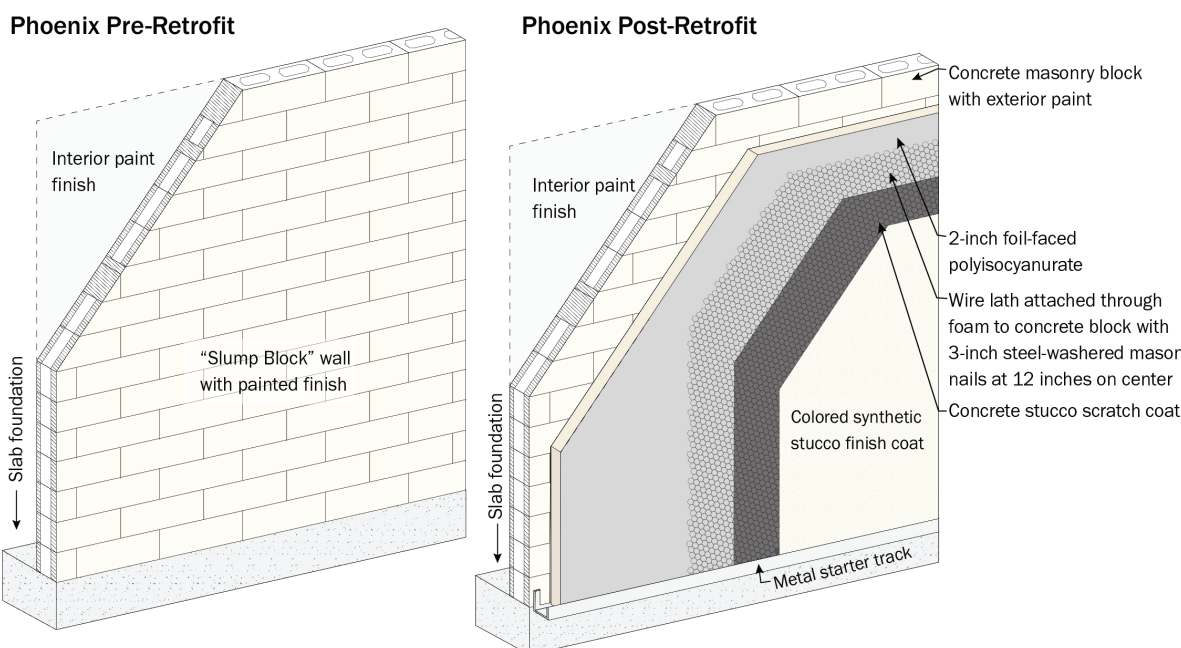 Phoenix Pre-Retrofit
Interior paint
finish
"Slump Block" wall
with painted finish
Slab foundation
Phoenix Post-Retrofit
Concrete masonry block
with exterior paint
Interior paint
finish
2-inch foil-faced
polyisocyanurate
Wire lath attached through
foam to concrete block with
3-inch steel-washered mason
nails at 12 inches on center
Concrete stucco scratch coat
Colored synthetic
stucco finish coat
Slab foundation
Metal starter track